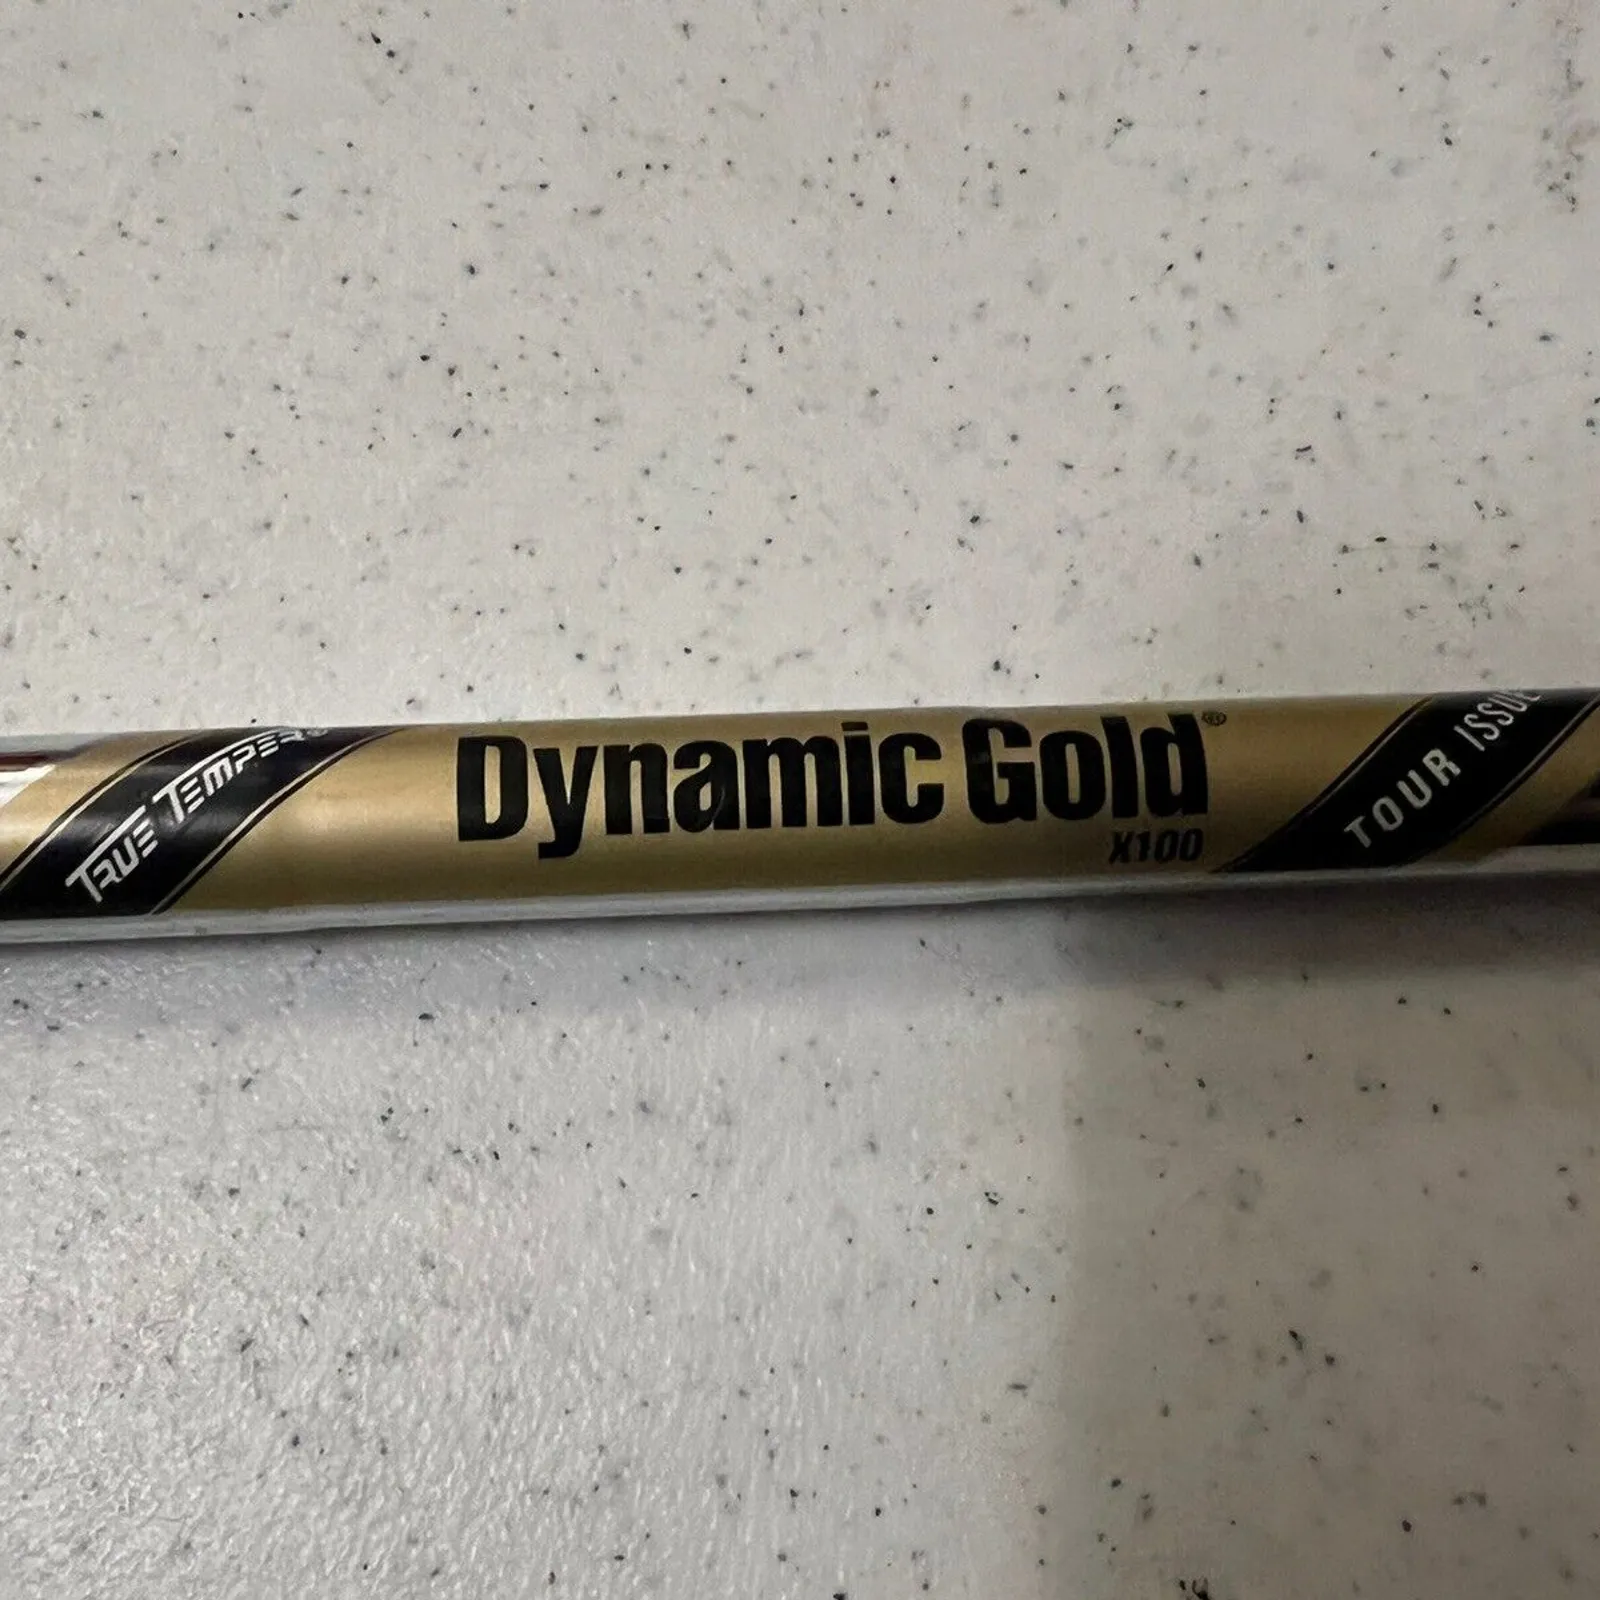 TRUE TEMPER®
Dynamic Gold®
X100
TOUR ISSUE